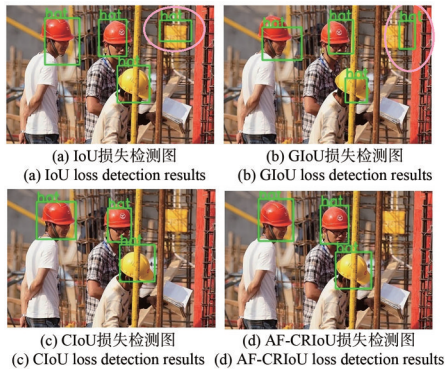 hat hat hat
hat
hat hat hat
hat
(a) IoU损失检测图
(a) IoU loss detection results
(b) GIoU损失检测图
(b) GIoU loss detection results
hat hat
hat
hat hat
hat
(c) CIoU损失检测图
(c) CIoU loss detection results
(d) AF-CRIoU损失检测图
(d) AF-CRIoU loss detection results